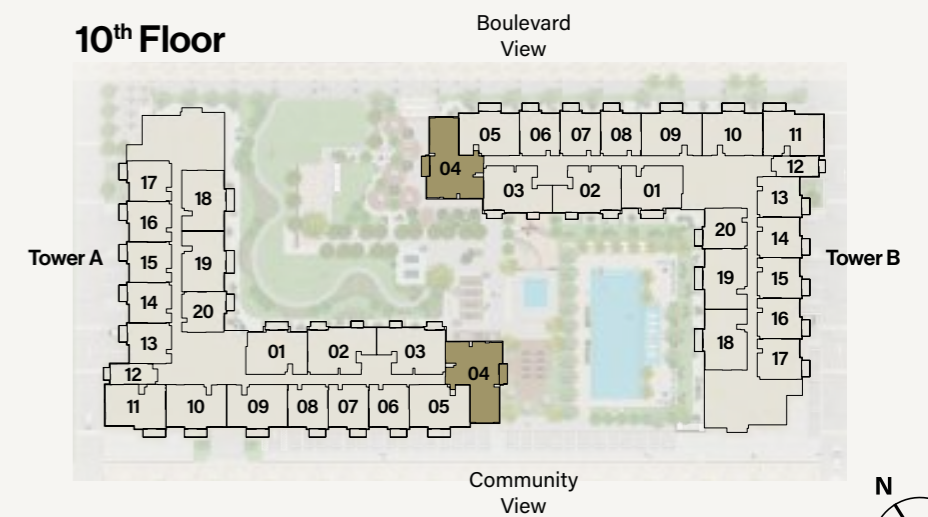 Boulevard
View
10th Floor
05 06 07 08 09 10 11
04
12
03 02 01
17
18
13
16
20
14
Tower A
15
19
Tower B
15
19
14
20
16
13
18
17
01 02 03
12
04
11 10 09 08 07 06 05
Community
View
N